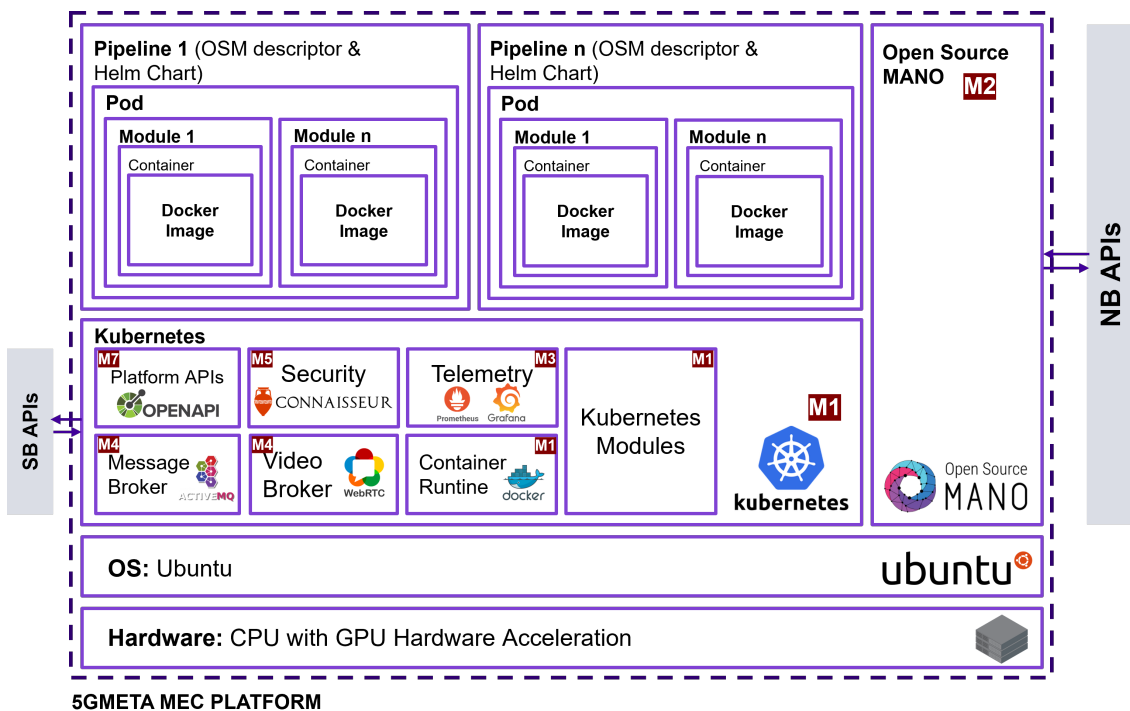 Pipeline 1 (OSM descriptor &
Helm Chart)
Pod
Module 1
Container
Docker
Image
Module n
Container
Docker
Image
Pipeline n (OSM descriptor &
Helm Chart)
Pod
Module 1
Container
Docker
Image
Module n
Container
Docker
Image
Open Source
MANO
M2
Open Source
MANO
NB APIs
SB APIs
Kubernetes
M7
Platform APIs
OPENAPI
M5
Security
CONNAISSEUR
M3
Telemetry
Prometheus
Grafana
M1
Kubernetes
Modules
M1
kubernetes
M4
Message
Broker
ACTIVEMQ
M4
Video
Broker
WebRTC
M1
Container
Runtime
docker
OS: Ubuntu
ubuntu
Hardware: CPU with GPU Hardware Acceleration
5GMETA MEC PLATFORM